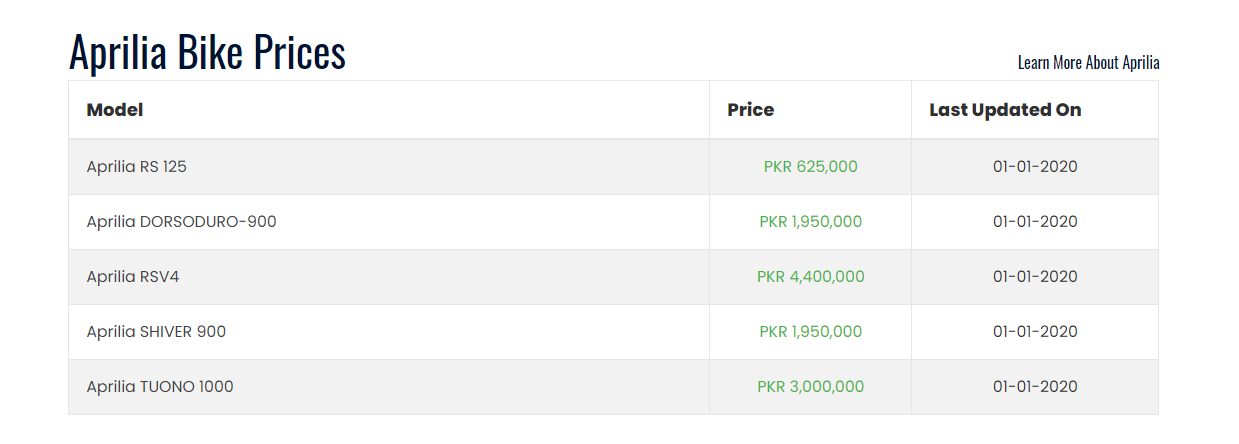 Aprilia Bike Prices
Learn More About Aprilia
Model Price Last Updated On
Aprilia RS 125 PKR 625,000 01-01-2020
Aprilia DORSODURO-900 PKR 1,950,000 01-01-2020
Aprilia RSV4 PKR 4,400,000 01-01-2020
Aprilia SHIVER 900 PKR 1,950,000 01-01-2020
Aprilia TUONO 1000 PKR 3,000,000 01-01-2020